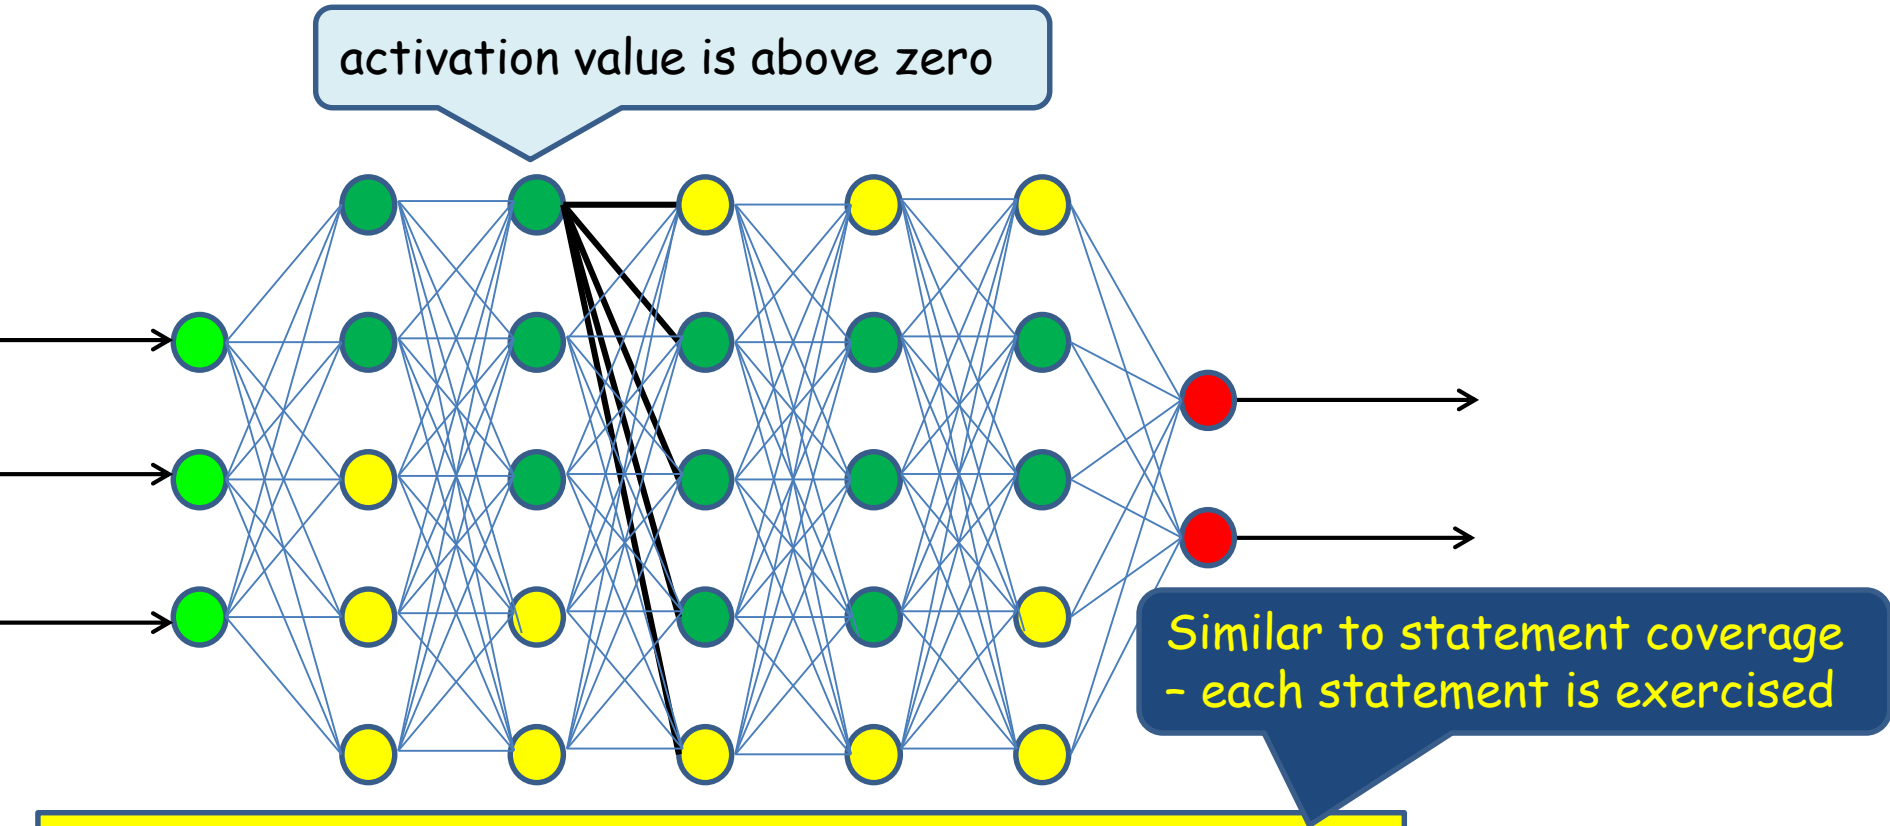 activation value is above zero
Similar to statement coverage
– each statement is exercised